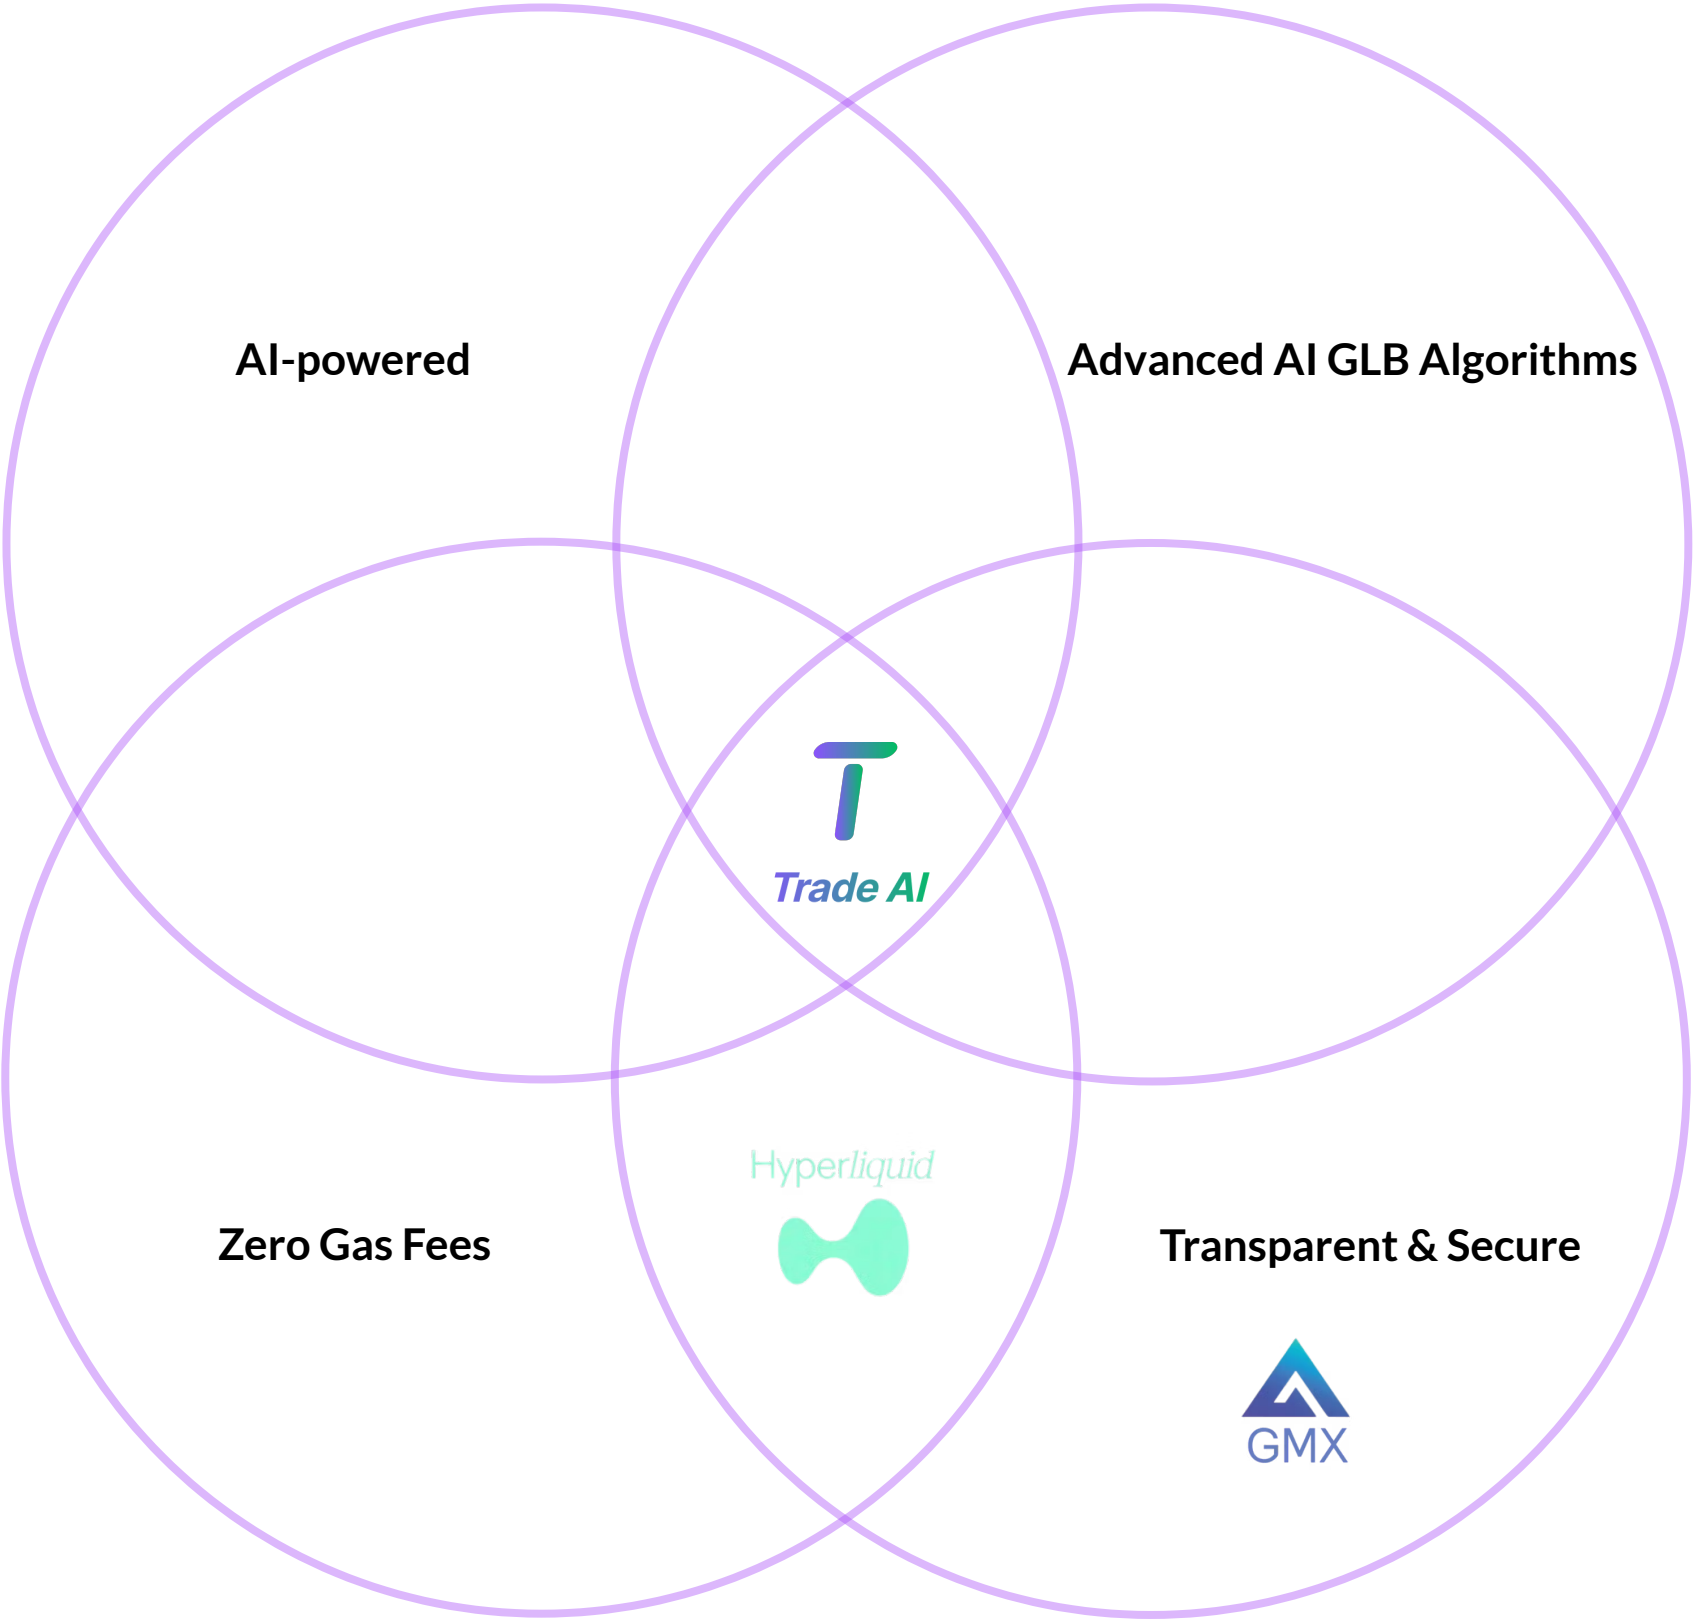 AI-powered
Advanced AI GLB Algorithms
T
Trade AI
Hyperliquid
Zero Gas Fees
Transparent & Secure
GMX